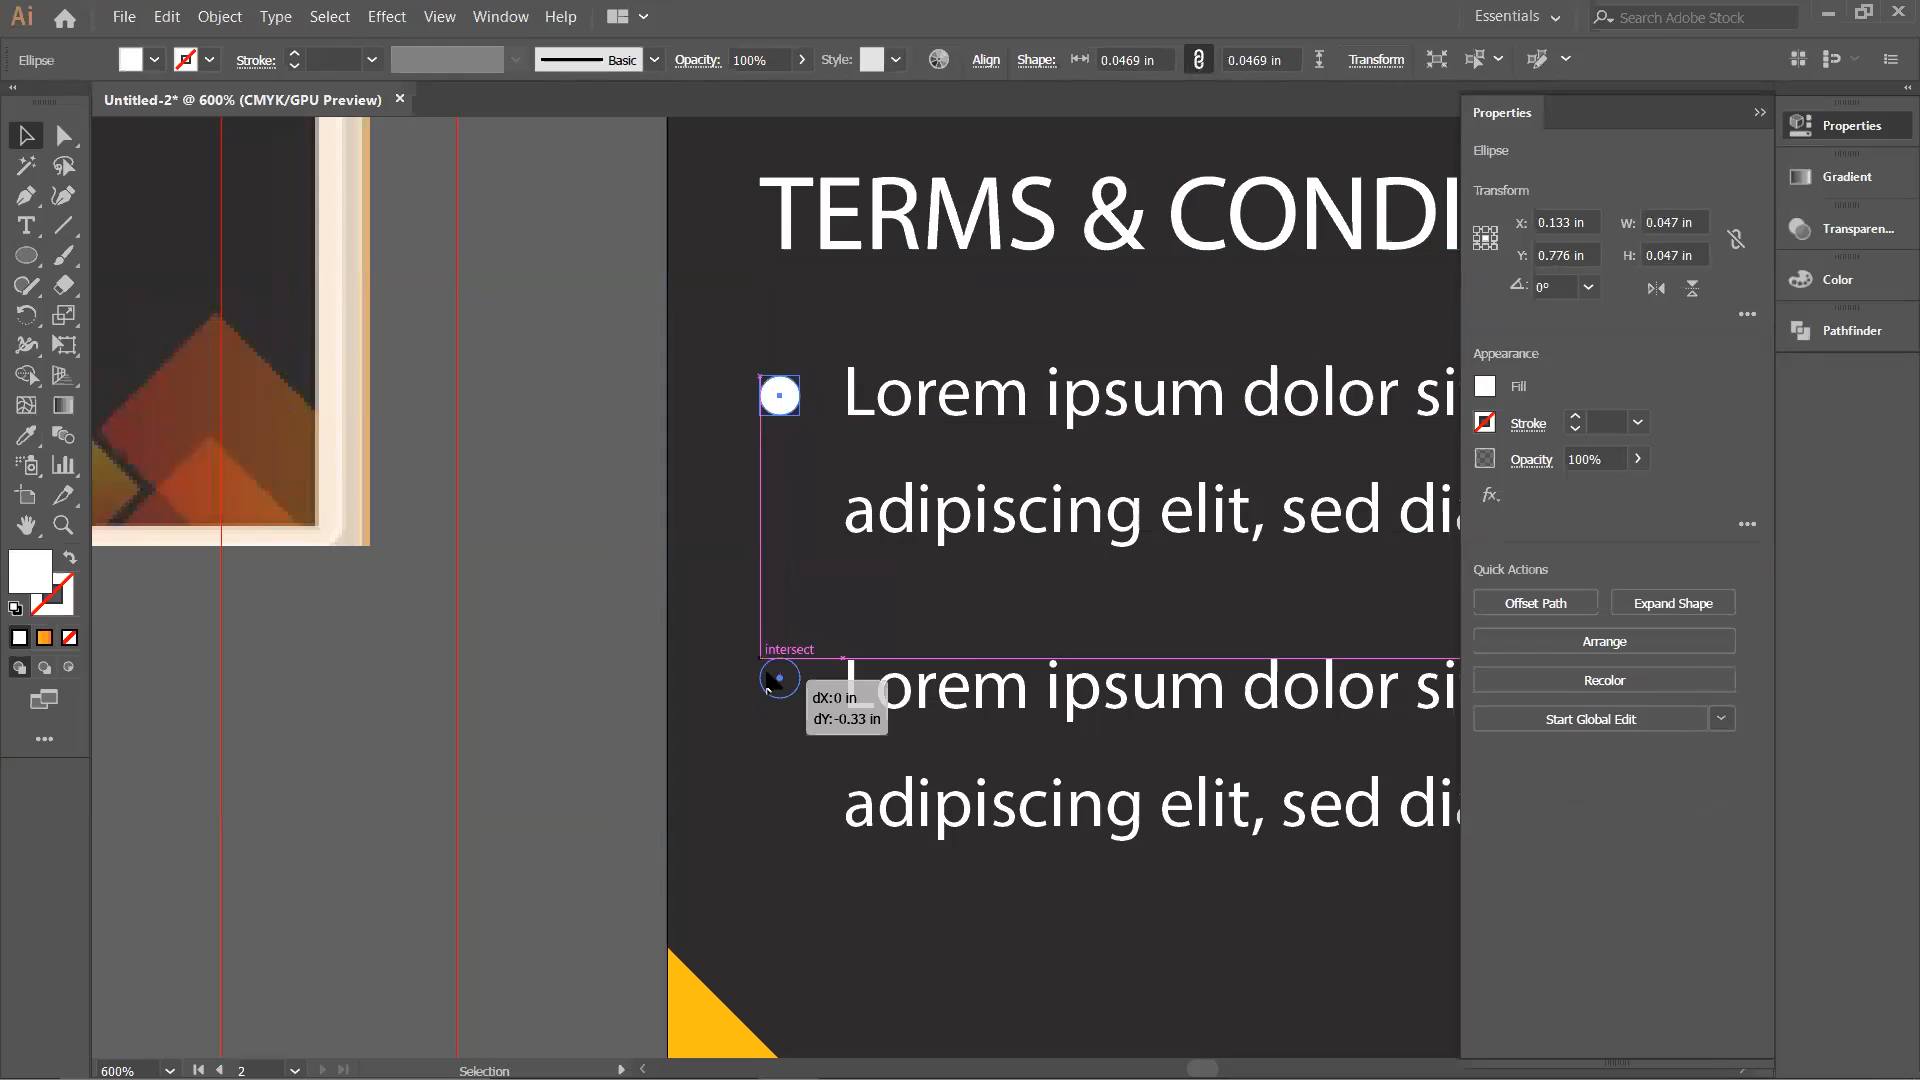 Ai File Edit Object Type Select Effect View Window Help Essentials Search Adobe Stock
Ellipse Stroke: Basic Opacity: 100% Style: Align Shape: 0.0469 in 0.0469 in Transform
Untitled-2* @ 600% (CMYK/GPU Preview)
Properties
Ellipse
Transform
X: 0.133 in W: 0.047 in
Y: 0.776 in H: 0.047 in
0°
Appearance
Fill
Stroke
Opacity 100%
fx.
Quick Actions
Offset Path Expand Shape
Arrange
Recolor
Start Global Edit
Properties
Gradient
Transparen...
Color
Pathfinder
TERMS & CONDI
Lorem ipsum dolor si
adipiscing elit, sed dia
intersect
Lorem ipsum dolor si
dX:0 in
dY:-0.33 in
adipiscing elit, sed dia
600% 2 Selection